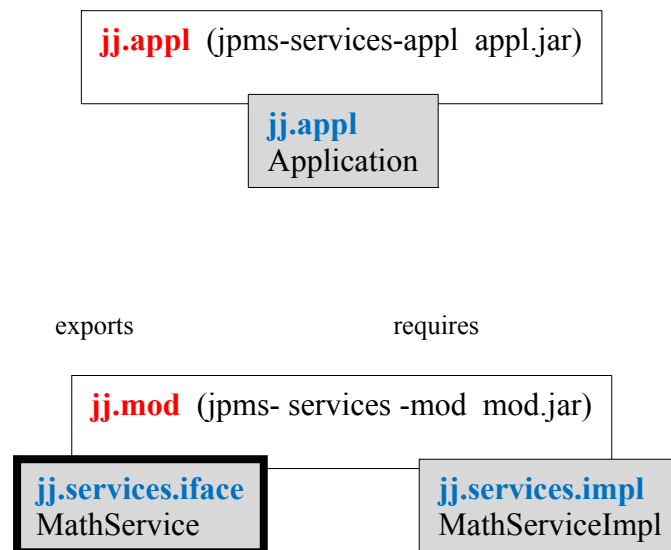 jj.appl (jpms-services-appl appl.jar)
jj.appl
Application
exports requires
jj.mod (jpms- services -mod mod.jar)
jj.services.iface
MathService
jj.services.impl
MathServiceImpl